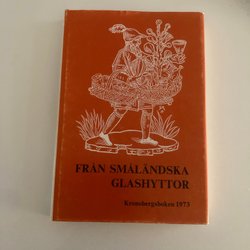 FRÅN SMÅLÄNDSKA
GLASHYTTOR
Kronobergsboken 1973